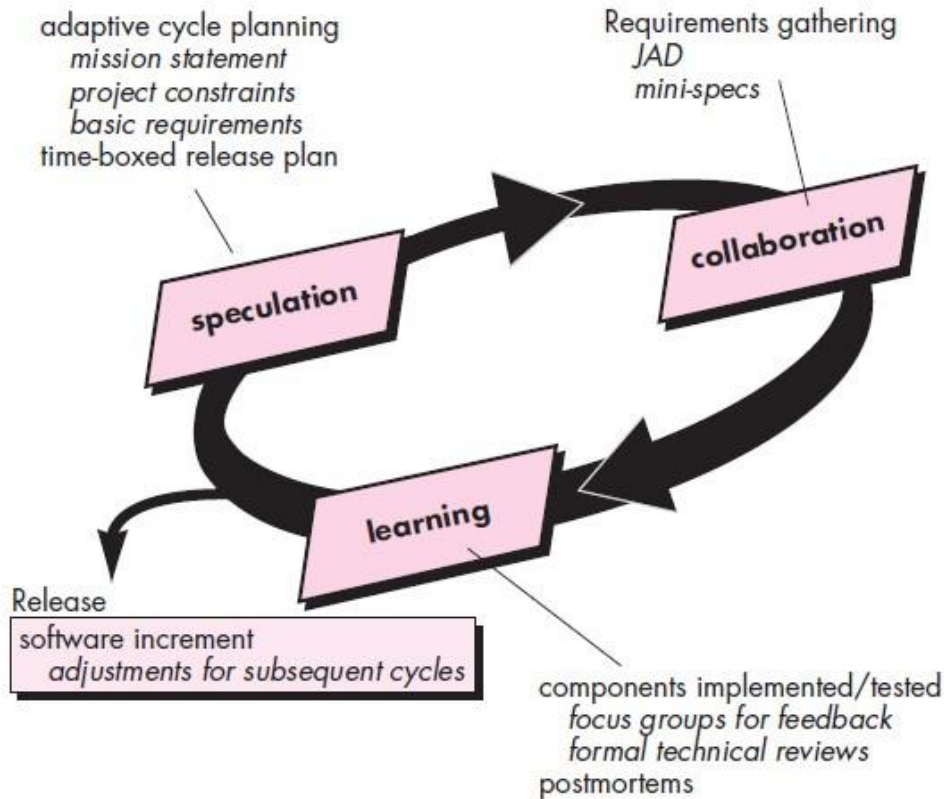 adaptive cycle planning
mission statement
project constraints
basic requirements
time-boxed release plan
Requirements gathering
JAD
mini-specs
speculation
collaboration
learning
Release
software increment
adjustments for subsequent cycles
components implemented/tested
focus groups for feedback
formal technical reviews
postmortems